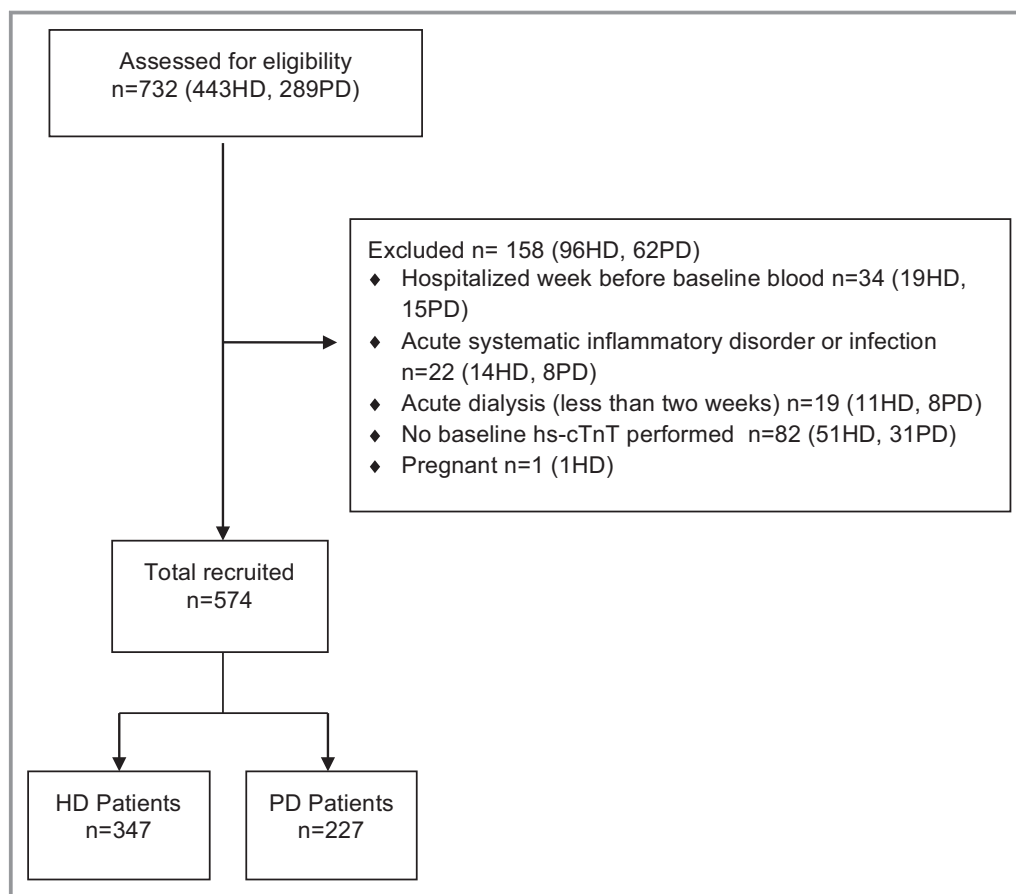 Assessed for eligibility
n=732 (443HD, 289PD)
Excluded n= 158 (96HD, 62PD)
♦ Hospitalized week before baseline blood n=34 (19HD,
15PD)
♦ Acute systematic inflammatory disorder or infection
n=22 (14HD, 8PD)
♦ Acute dialysis (less than two weeks) n=19 (11HD, 8PD)
♦ No baseline hs-cTnT performed n=82 (51HD, 31PD)
♦ Pregnant n=1 (1HD)
Total recruited
n=574
HD Patients
n=347
PD Patients
n=227